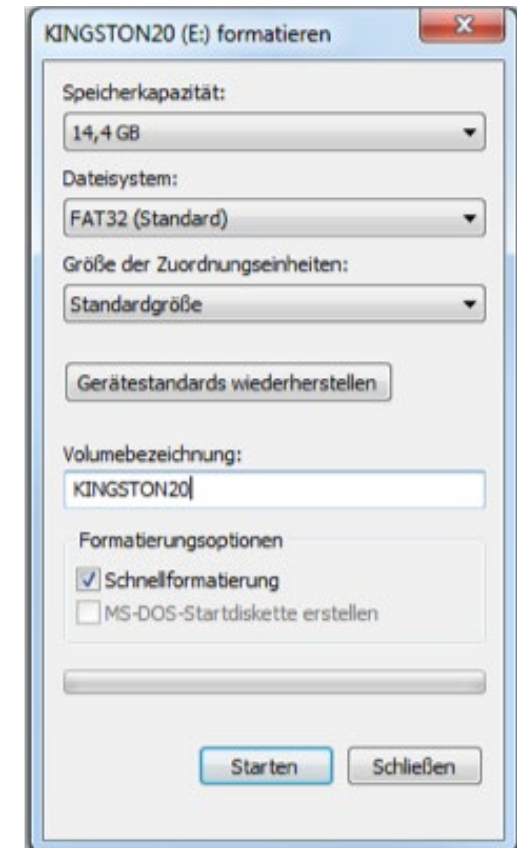 KINGSTON20 (E:) formatieren
Speicherkapazität:
14,4 GB
Dateisystem:
FAT32 (Standard)
Größe der Zuordnungseinheiten:
Standardgröße
Gerätestandards wiederherstellen
Volumebezeichnung:
KINGSTON20
Formatierungsoptionen
Schnellformatierung
MS-DOS-Startdiskette erstellen
Starten
Schließen